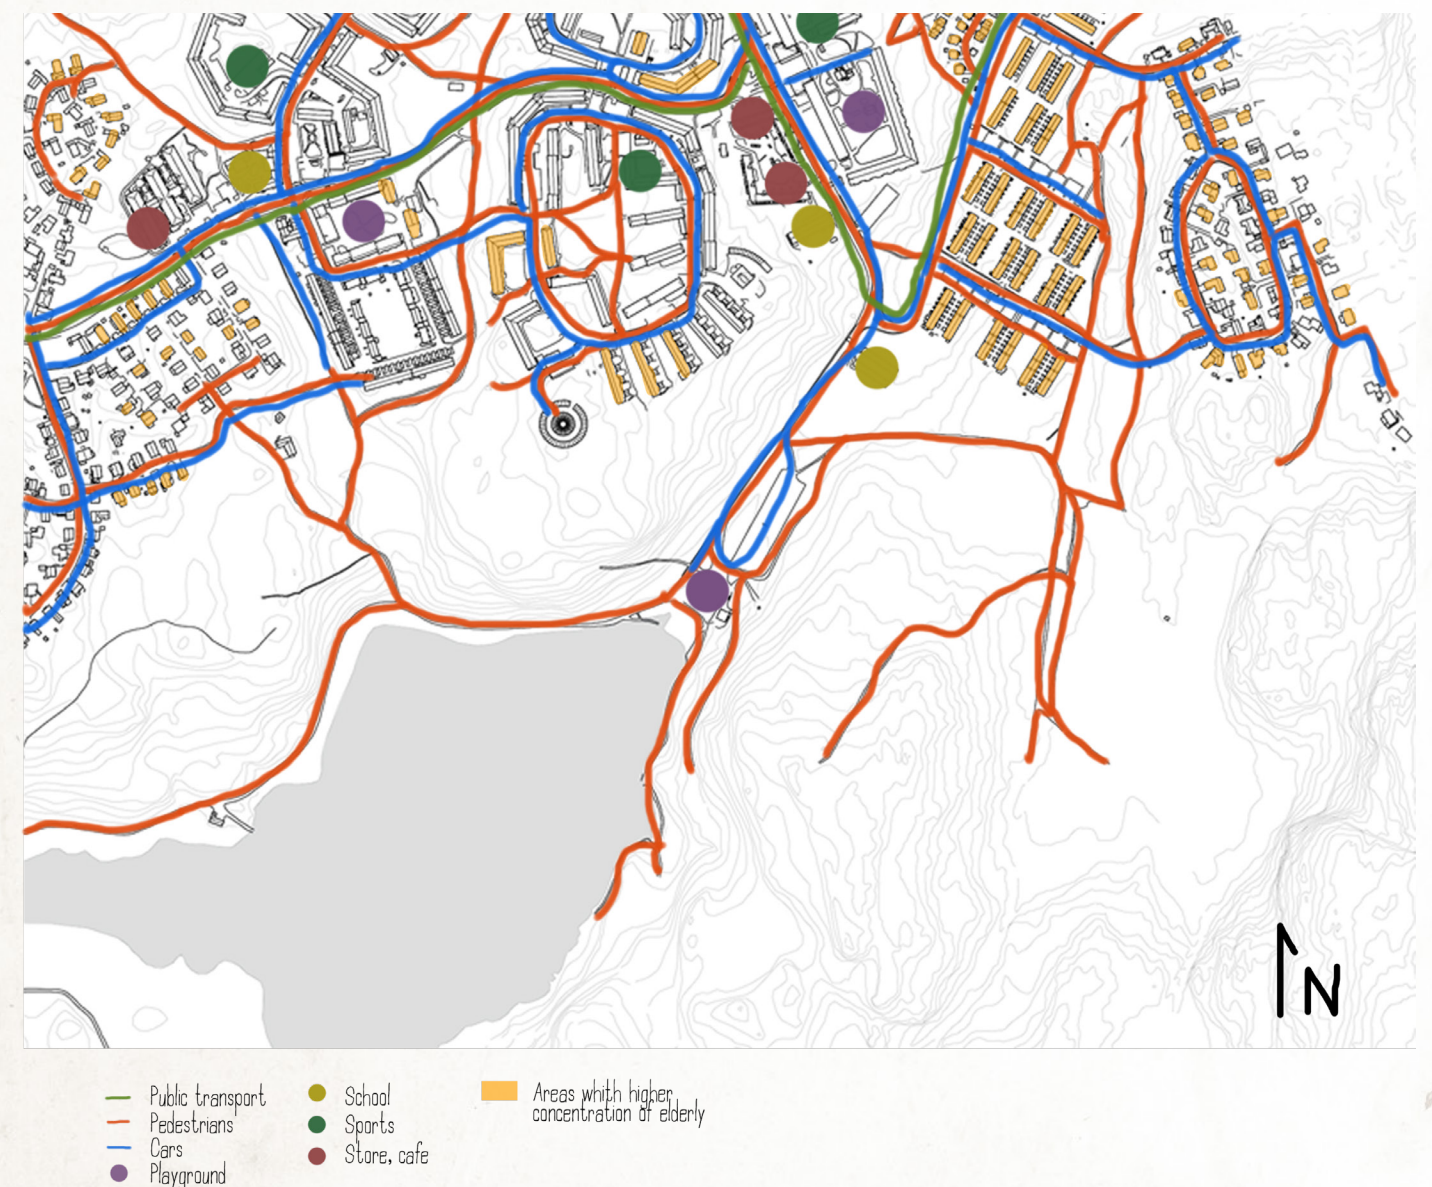 N
Public transport
Pedestrians
Cars
Playground
School
Sports
Store, cafe
Areas whith higher
concentration of elderly